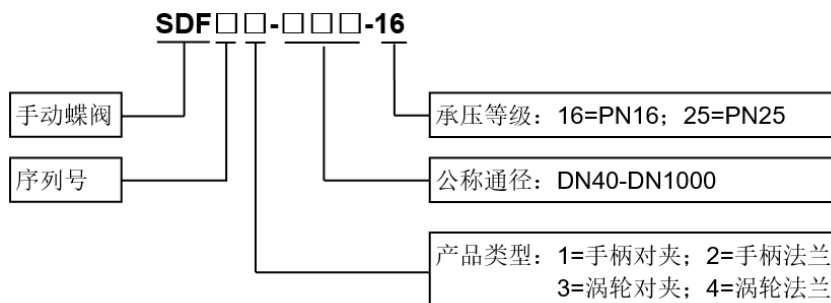 SDF□□-□□□-16
手动蝶阀
承压等级：16=PN16；25=PN25
序列号
公称通径：DN40-DN1000
产品类型：1=手柄对夹；2=手柄法兰
3=涡轮对夹；4=涡轮法兰